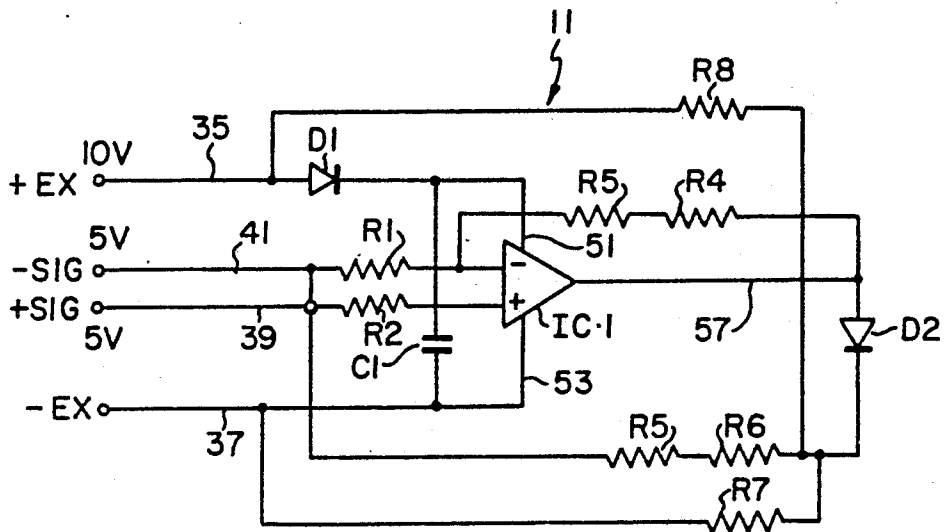 11
R8
35
10V
D1
+EX
R5
R4
5V
41
R1
51
-SIG
+SIG
5V
39
R2
C1
IC·1
57
D2
53
-EX
37
R5
R6
R7